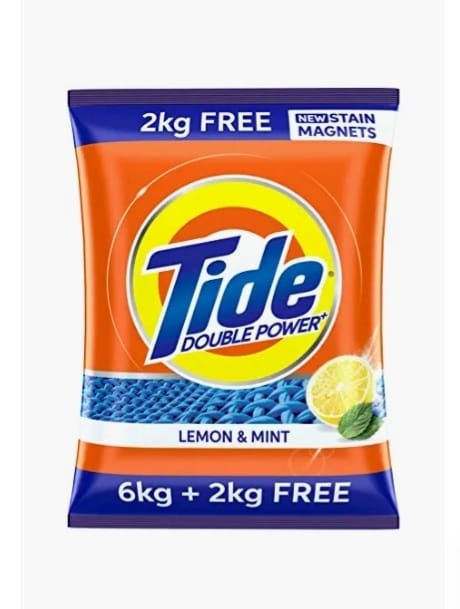 2kg FREE
NEW STAIN
MAGNETS
Tide
DOUBLE POWER+
LEMON & MINT
6kg + 2kg FREE